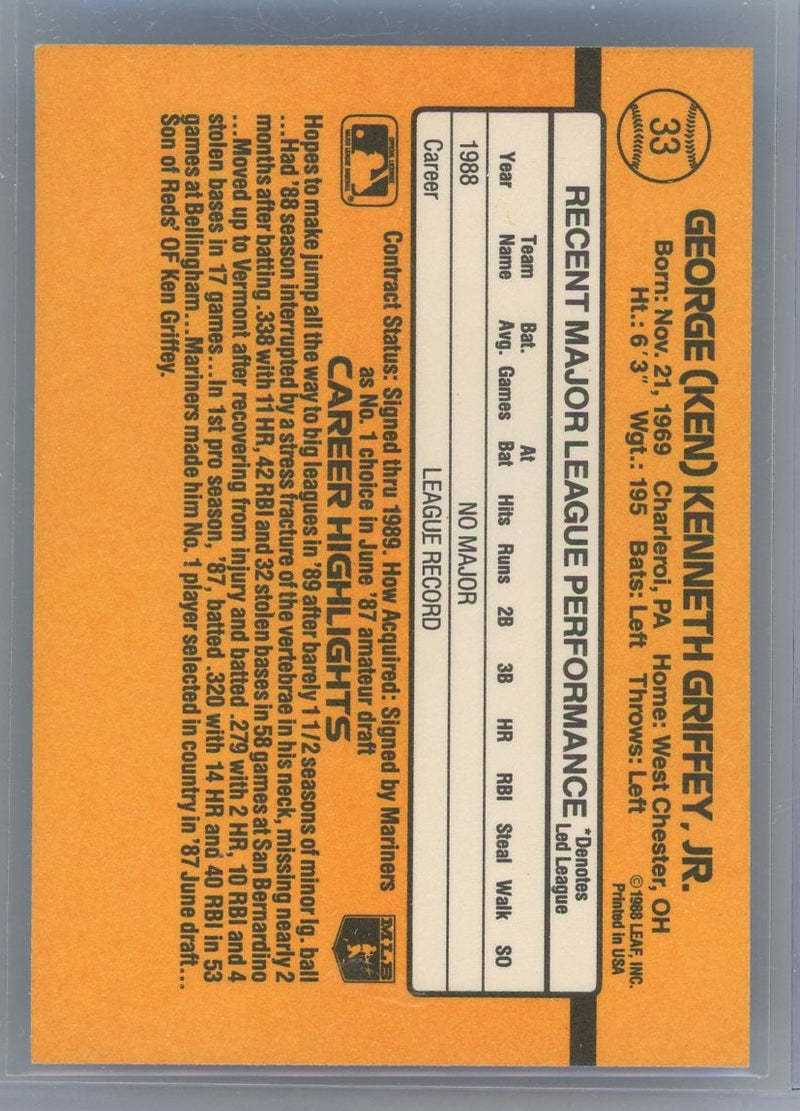 33
GEORGE (KEN) KENNETH GRIFFEY, JR.
Born: Nov. 21, 1969 Charleroi, PA Home: West Chester, OH
Ht.: 6' 3" Wgt.: 195 Bats: Left Throws: Left
©1988 LEAF, INC.
Printed in USA
RECENT MAJOR LEAGUE PERFORMANCE
*Denotes
Led League
Year Team Name Bat. Avg. Games At Bat Hits Runs 2B 3B HR RBI Steal Walk SO
1988 NO MAJOR
Career LEAGUE RECORD
Contract Status: Signed thru 1989. How Acquired: Signed by Mariners
as No. 1 choice in June '87 amateur draft
CAREER HIGHLIGHTS
MLB
Hopes to make jump all the way to big leagues in '89 after barely 1 1/2 seasons of minor lg. ball
...Had '88 season interrupted by a stress fracture of the vertebrae in his neck, missing nearly 2
months after batting .338 with 11 HR, 42 RBI and 32 stolen bases in 58 games at San Bernardino
...Moved up to Vermont after recovering from injury and batted .279 with 2 HR, 10 RBI and 4
stolen bases in 17 games...In 1st pro season, '87, batted .320 with 14 HR and 40 RBI in 53
games at Bellingham...Mariners made him No. 1 player selected in country in '87 June draft...
Son of Reds' OF Ken Griffey.